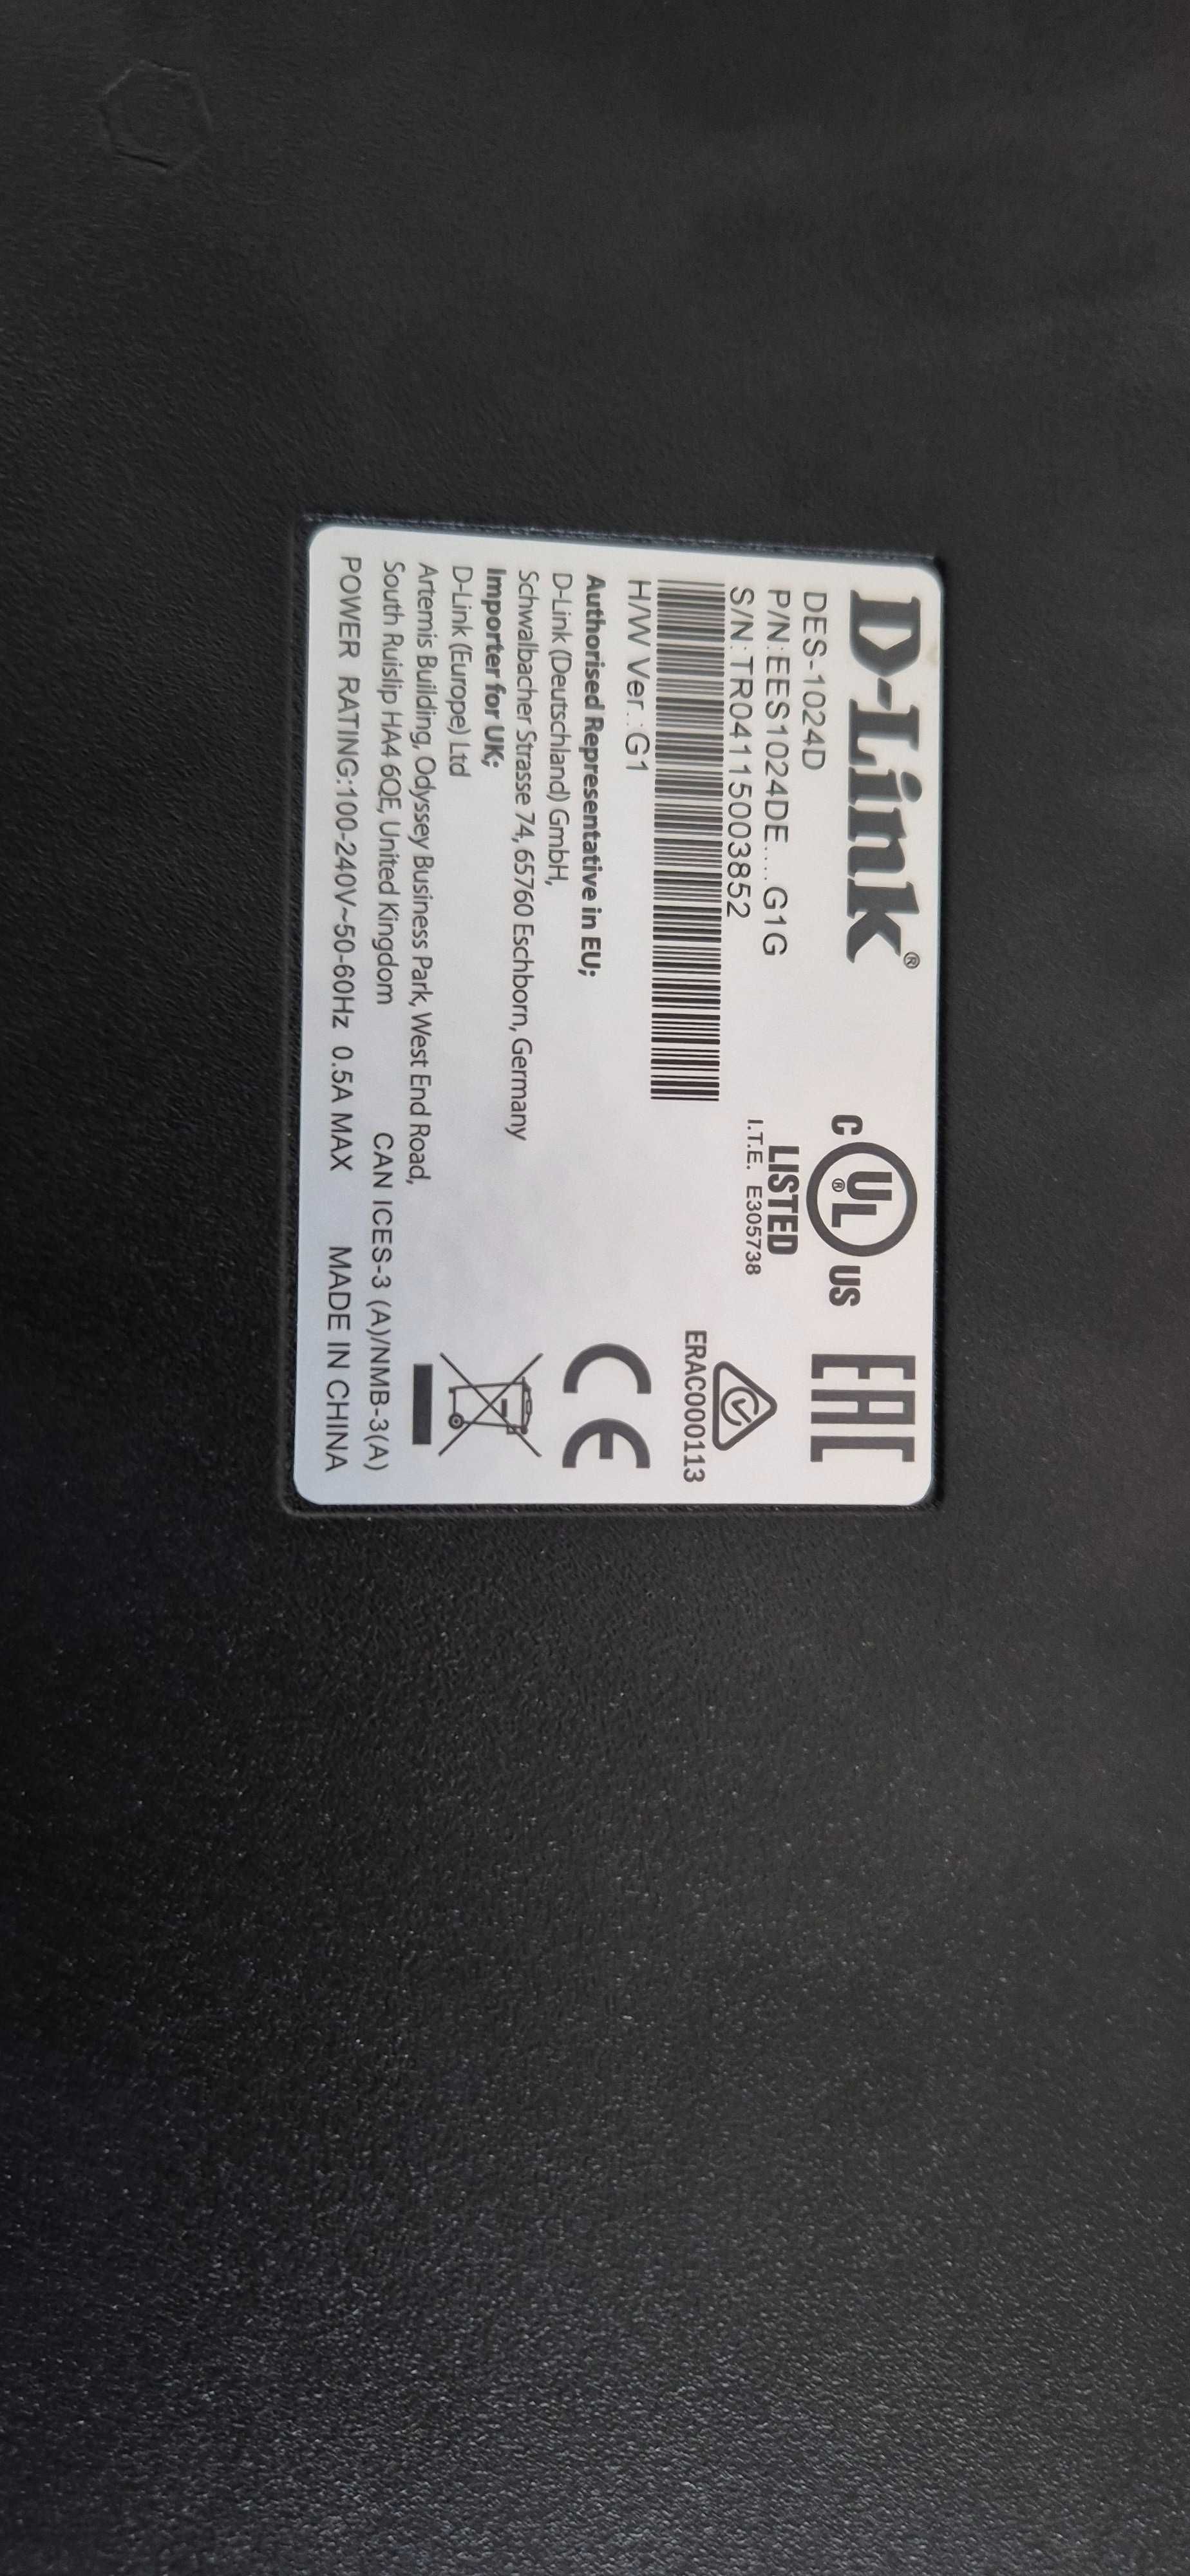 D-Link®
DES-1024D
P/N:EES1024DE....G1G
S/N:TR04115003852
H/W Ver.:G1
C UL® US
LISTED
I.T.E. E305738
EAC
ERAC000113
CE
Authorised Representative in EU;
D-Link (Deutschland) GmbH,
Schwalbacher Strasse 74, 65760 Eschborn, Germany
Importer for UK;
D-Link (Europe) Ltd
Artemis Building, Odyssey Business Park, West End Road,
South Ruislip HA4 6QE, United Kingdom
CAN ICES-3 (A)/NMB-3(A)
POWER RATING:100-240V~50-60Hz 0.5A MAX MADE IN CHINA